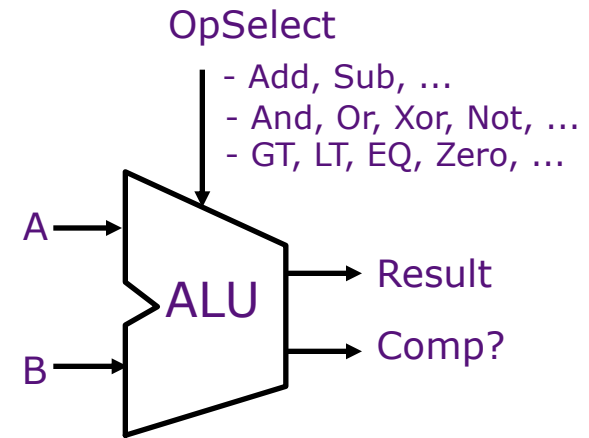 OpSelect
- Add, Sub, ...
- And, Or, Xor, Not, ...
- GT, LT, EQ, Zero, ...
A
ALU
Result
Comp?
B